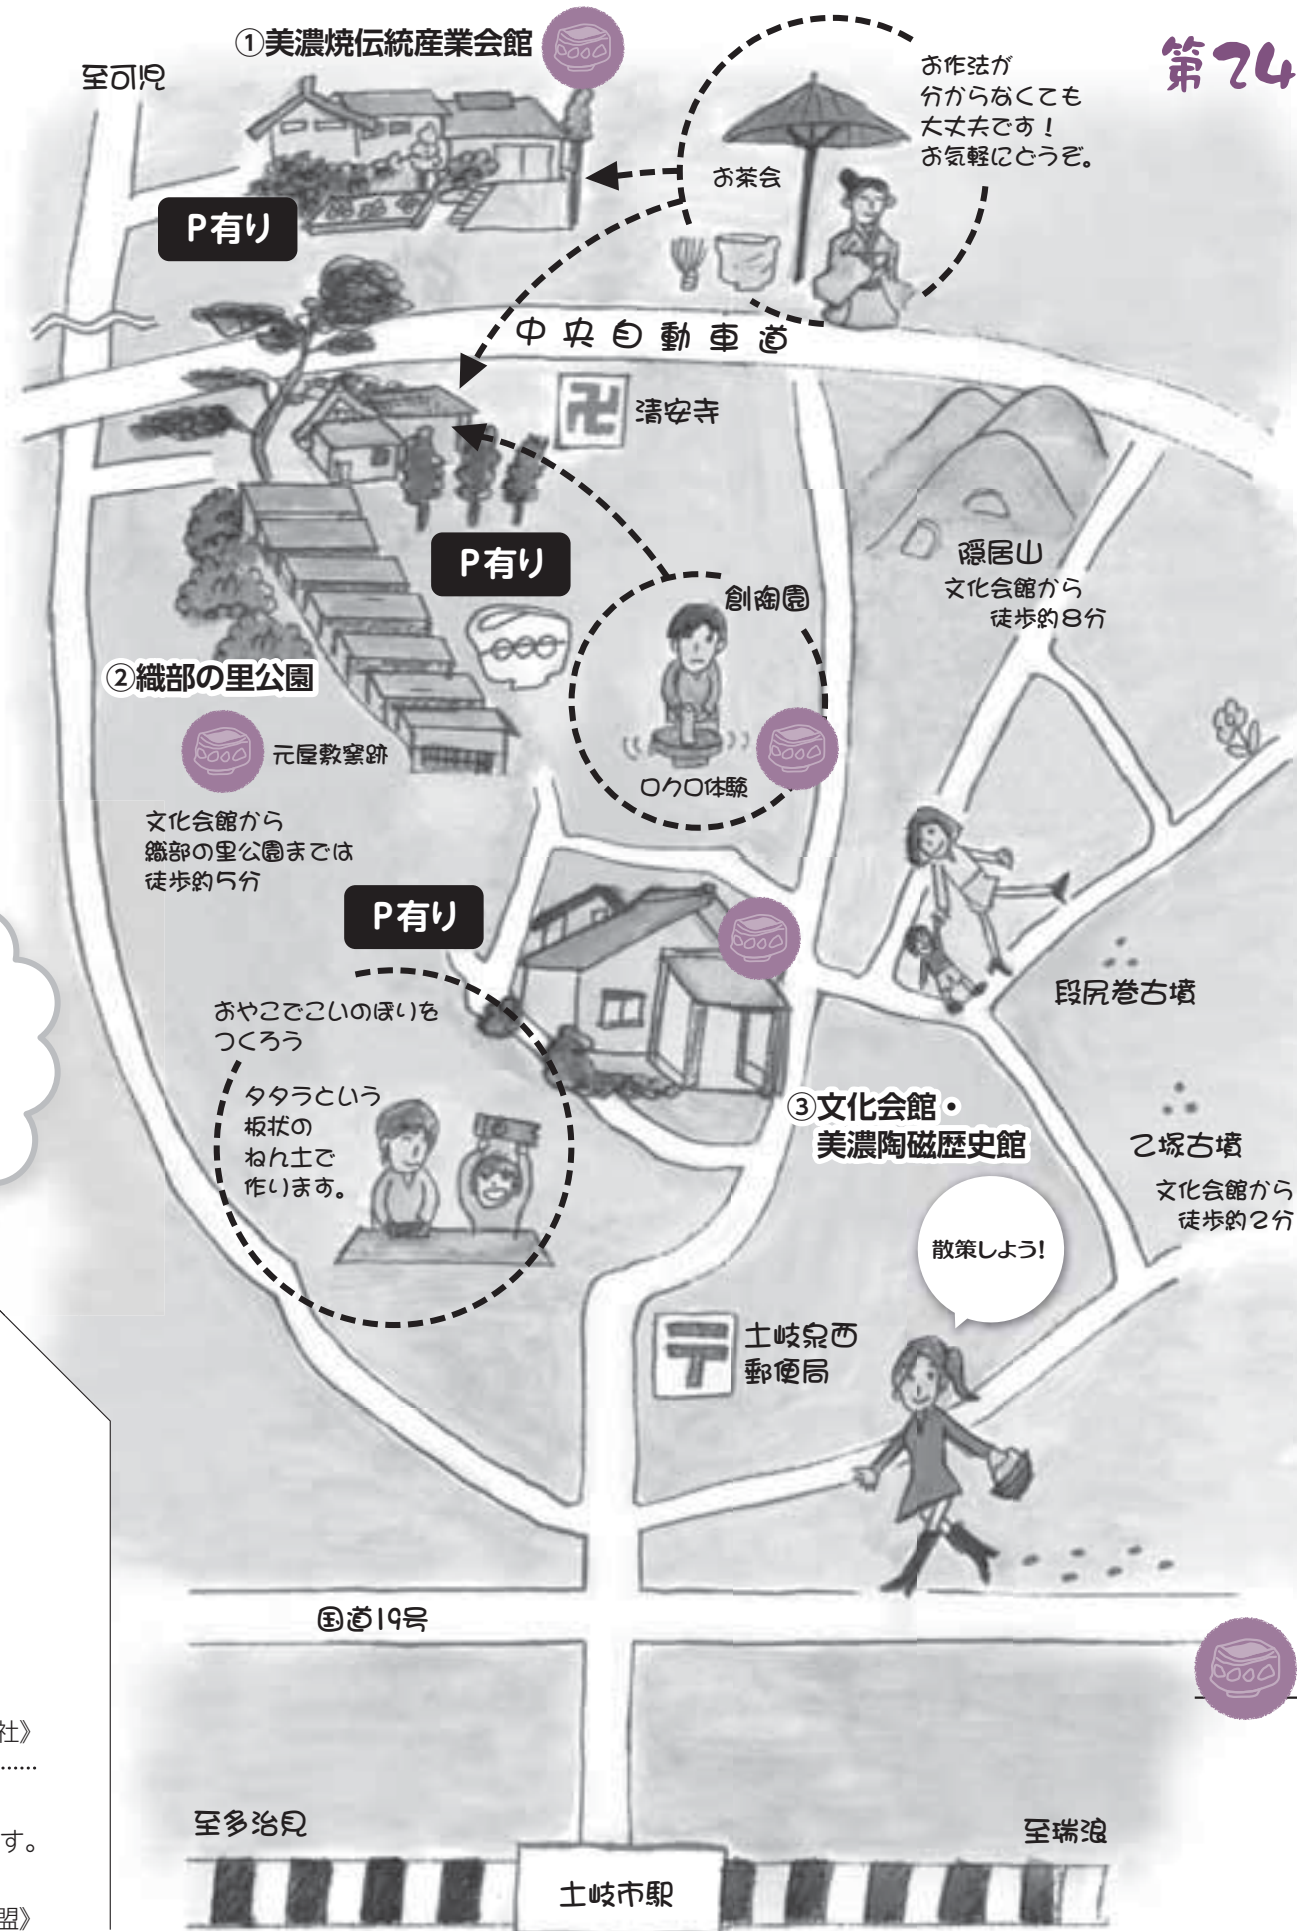 第24
①美濃焼伝統産業会館
至可児
お作法が
分からなくても
大丈夫です！
お気軽にどうぞ。
お茶会
P有り
中央自動車道
清安寺
P有り
創陶園
ロクロ体験
隠居山
文化会館から
徒歩約8分
②織部の里公園
元屋敷窯跡
文化会館から
織部の里公園までは
徒歩約5分
P有り
おやこでこいのぼりを
つくろう
タタラという
板状の
ねん土で
作ります。
段尻巻古墳
③文化会館・
美濃陶磁歴史館
乙塚古墳
文化会館から
徒歩約2分
散策しよう！
土岐泉西
郵便局
国道19号
社》
……
す。
盟》
至多治見
至瑞浪
土岐市駅